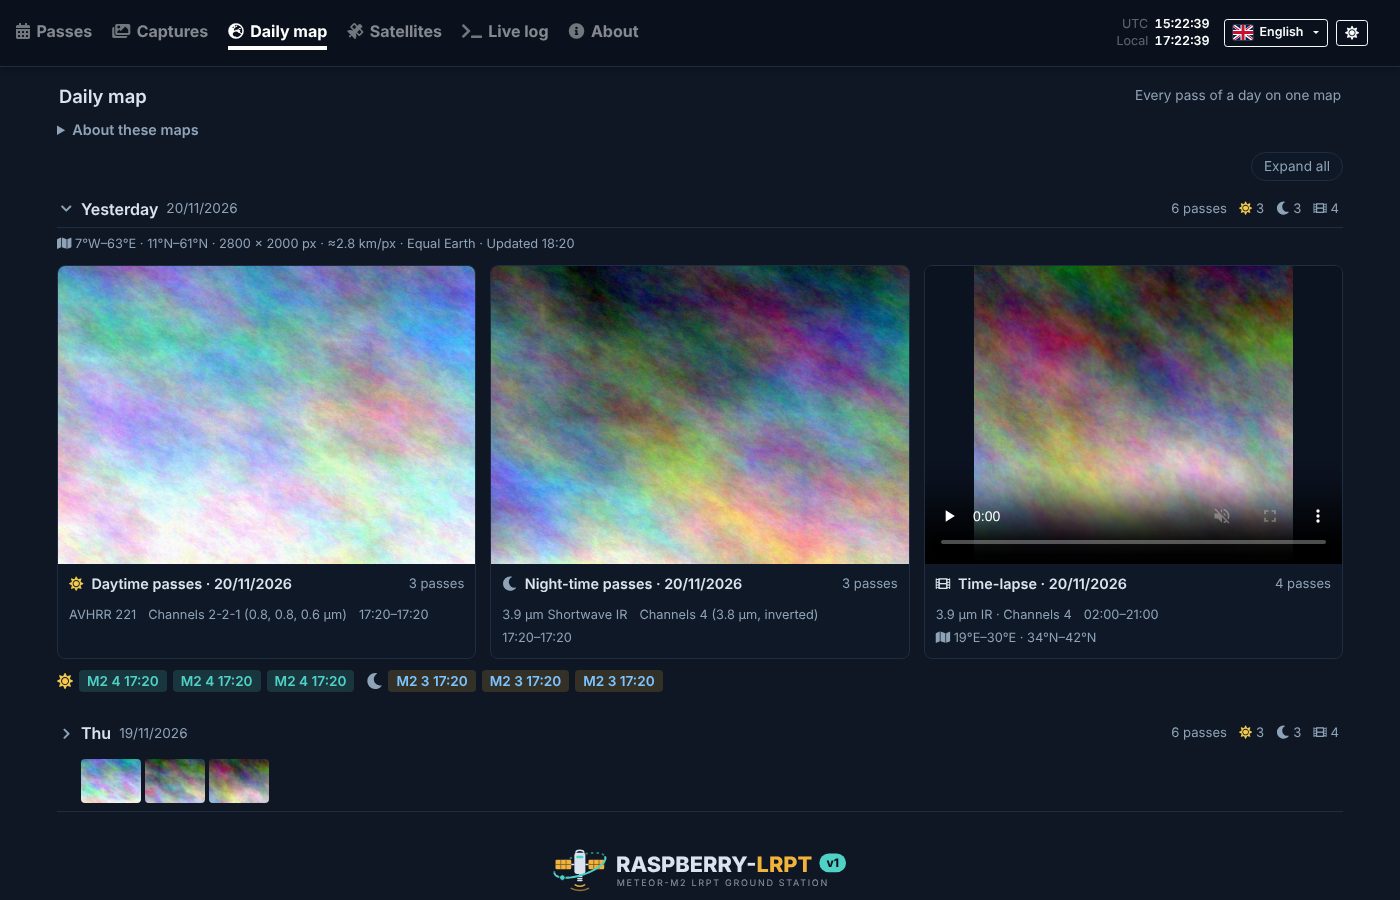 Passes Captures Daily map Satellites Live log About
UTC 15:22:39
Local 17:22:39
English
Daily map
Every pass of a day on one map
About these maps
Expand all
Yesterday 20/11/2026
6 passes 3 3 4
7°W–63°E · 11°N–61°N · 2800 × 2000 px · ≈2.8 km/px · Equal Earth · Updated 18:20
0:00
Daytime passes · 20/11/2026 3 passes
AVHRR 221 Channels 2-2-1 (0.8, 0.8, 0.6 µm) 17:20–17:20
Night-time passes · 20/11/2026 3 passes
3.9 µm Shortwave IR Channels 4 (3.8 µm, inverted)
17:20–17:20
Time-lapse · 20/11/2026 4 passes
3.9 µm IR · Channels 4 02:00–21:00
19°E–30°E · 34°N–42°N
M2 4 17:20 M2 4 17:20 M2 4 17:20 M2 3 17:20 M2 3 17:20 M2 3 17:20
Thu 19/11/2026
6 passes 3 3 4
RASPBERRY-LRPT v1
METEOR-M2 LRPT GROUND STATION